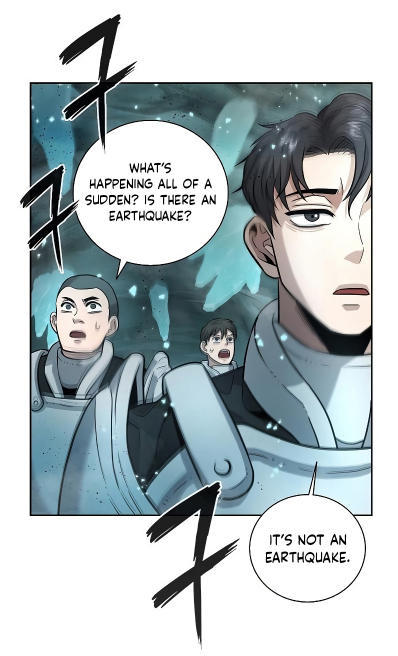 ㅋ
WHAT'S
HAPPENING ALL OF A
SUDDEN? IS THERE AN
EARTHQUAKE?
ㅋ
ㅋ
IT'S NOT AN
EARTHQUAKE.